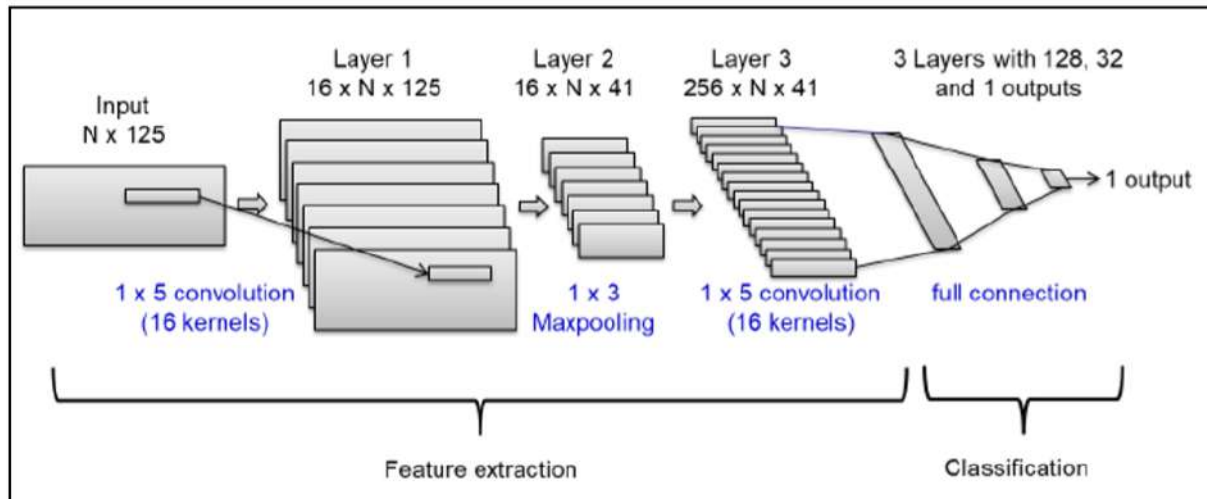 Input
N x 125
Layer 1
16 x N x 125
Layer 2
16 x N x 41
Layer 3
256 x N x 41
3 Layers with 128, 32
and 1 outputs
1 output
1 x 5 convolution
(16 kernels)
1 x 3
Maxpooling
1 x 5 convolution
(16 kernels)
full connection
Feature extraction
Classification